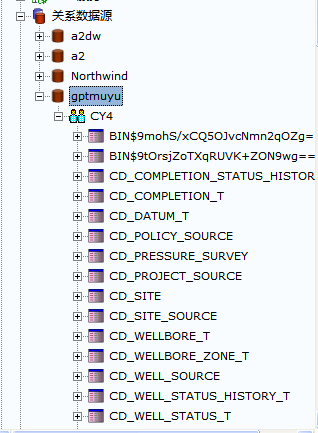 关系数据源
a2dw
a2
Northwind
gptmuyu
CY4
BIN$9mohS/xCQ5OJvcNmn2qOZg=
BIN$9tOrsjZoTXqRUVK+ZON9wg==
CD_COMPLETION_STATUS_HISTOR
CD_COMPLETION_T
CD_DATUM_T
CD_POLICY_SOURCE
CD_PRESSURE_SURVEY
CD_PROJECT_SOURCE
CD_SITE
CD_SITE_SOURCE
CD_WELLBORE_T
CD_WELLBORE_ZONE_T
CD_WELL_SOURCE
CD_WELL_STATUS_HISTORY_T
CD_WELL_STATUS_T